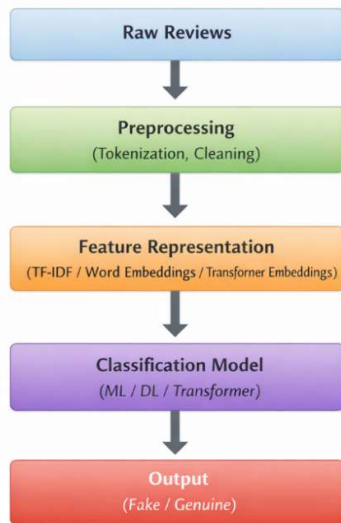 Raw Reviews
Preprocessing
(Tokenization, Cleaning)
Feature Representation
(TF-IDF / Word Embeddings / Transforner Embeddings)
Classification Model
(ML / DL / Transformer)
Output
(Fake / Genuine)